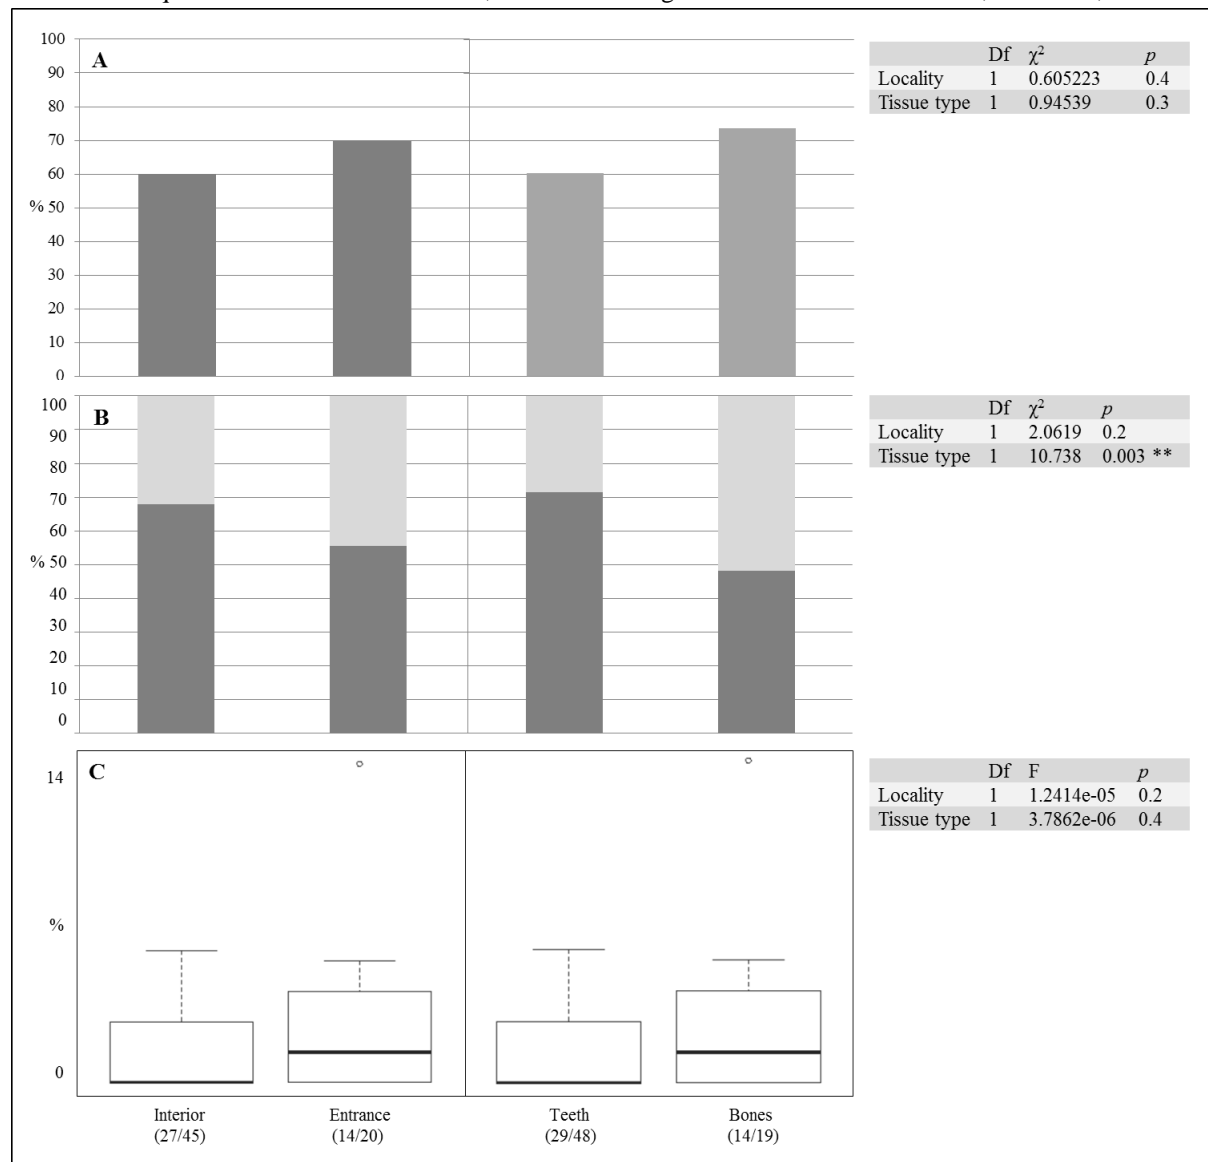 100
90
80
70
60
% 50
40
30
20
10
0
A
Df χ² p
Locality 1 0.605223 0.4
Tissue type 1 0.94539 0.3
100
90
80
70
60
% 50
40
30
20
10
0
B
Df χ² p
Locality 1 2.0619 0.2
Tissue type 1 10.738 0.003 **
14
%
0
C
Df F p
Locality 1 1.2414e-05 0.2
Tissue type 1 3.7862e-06 0.4
Interior Entrance Teeth Bones
(27/45) (14/20) (29/48) (14/19)